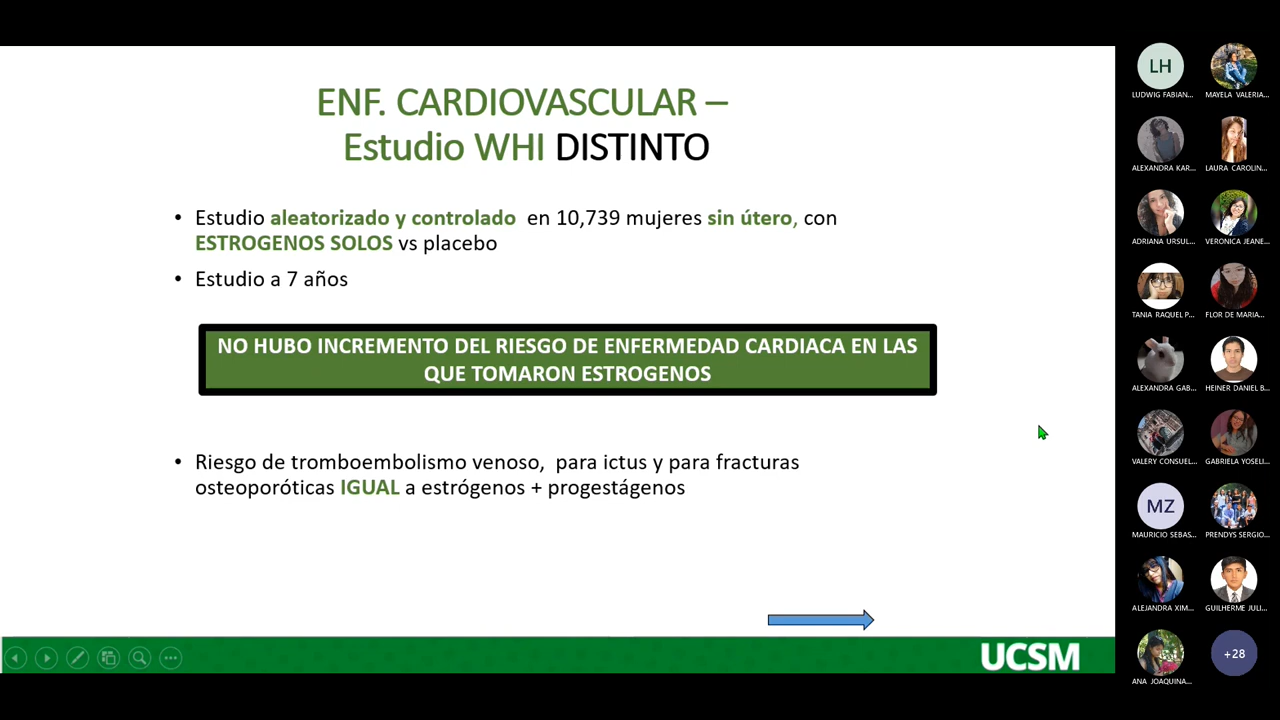 ENF. CARDIOVASCULAR –
Estudio WHI DISTINTO
• Estudio aleatorizado y controlado en 10,739 mujeres sin útero, con
ESTROGENOS SOLOS vs placebo
• Estudio a 7 años
NO HUBO INCREMENTO DEL RIESGO DE ENFERMEDAD CARDIACA EN LAS
QUE TOMARON ESTROGENOS
• Riesgo de tromboembolismo venoso, para ictus y para fracturas
osteoporóticas IGUAL a estrógenos + progestágenos
UCSM
LH
LUDWIG FABIAN...
MAYELA VALERIA...
ALEXANDRA KAR...
LAURA CAROLIN...
ADRIANA URSUL...
VERONICA JEANE...
TANIA RAQUEL P...
FLOR DE MARIA...
ALEXANDRA GAB...
HEINER DANIEL B...
VALERY CONSUEL...
GABRIELA YOSELI...
MZ
MAURICIO SEBAS...
PRENDYS SERGIO...
ALEJANDRA XIM...
GUILHERME JULI...
ANA JOAQUINA...
+28